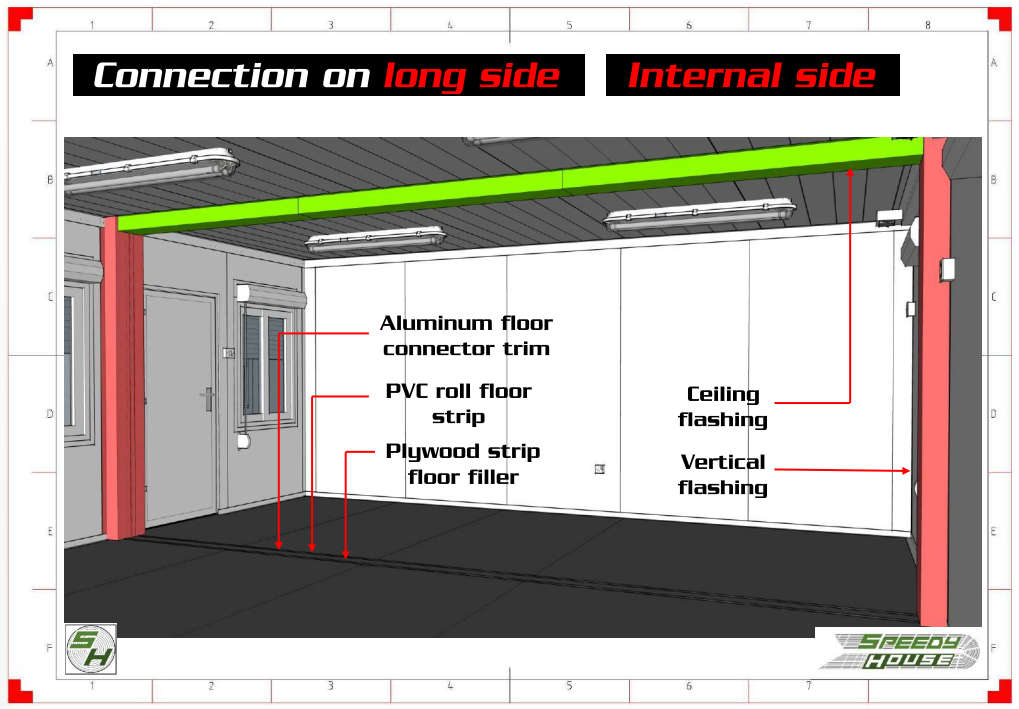 1 2 3 4 5 6 7 8
A A
Connection on long side Internal side
B B
C C
Aluminum floor
connector trim
PVC roll floor
strip
Ceiling
flashing
D D
Plywood strip
floor filler
Vertical
flashing
E E
F F
SH
SPEEDY
HOUSE
1 2 3 4 5 6 7